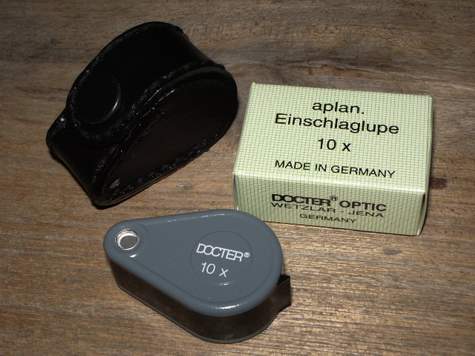 aplan.
Einschlaglupe
10 x
MADE IN GERMANY
DOCTER® OPTIC
WETZLAR - JENA
GERMANY
DOCTER®
10 x